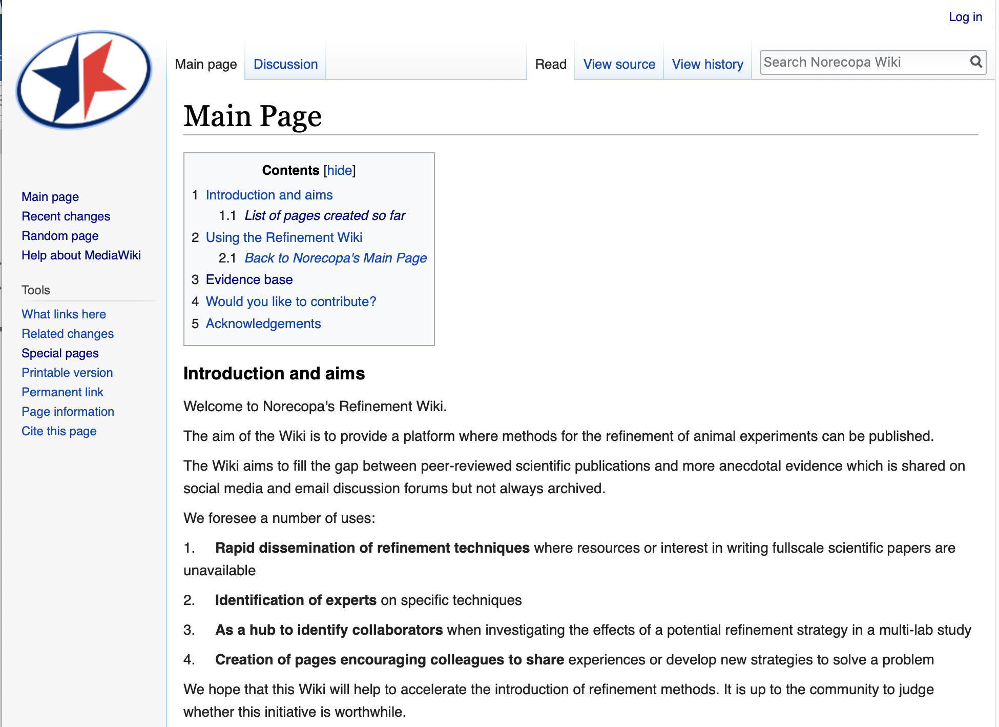 Log in
Main page
Discussion
Read
View source
View history
Search Norecopa Wiki
Main Page
Contents [hide]
1 Introduction and aims
1.1 List of pages created so far
2 Using the Refinement Wiki
2.1 Back to Norecopa's Main Page
3 Evidence base
4 Would you like to contribute?
5 Acknowledgements
Main page
Recent changes
Random page
Help about MediaWiki
Tools
What links here
Related changes
Special pages
Printable version
Permanent link
Page information
Cite this page
Introduction and aims
Welcome to Norecopa's Refinement Wiki.
The aim of the Wiki is to provide a platform where methods for the refinement of animal experiments can be published.
The Wiki aims to fill the gap between peer-reviewed scientific publications and more anecdotal evidence which is shared on
social media and email discussion forums but not always archived.
We foresee a number of uses:
1. Rapid dissemination of refinement techniques where resources or interest in writing fullscale scientific papers are
unavailable
2. Identification of experts on specific techniques
3. As a hub to identify collaborators when investigating the effects of a potential refinement strategy in a multi-lab study
4. Creation of pages encouraging colleagues to share experiences or develop new strategies to solve a problem
We hope that this Wiki will help to accelerate the introduction of refinement methods. It is up to the community to judge
whether this initiative is worthwhile.